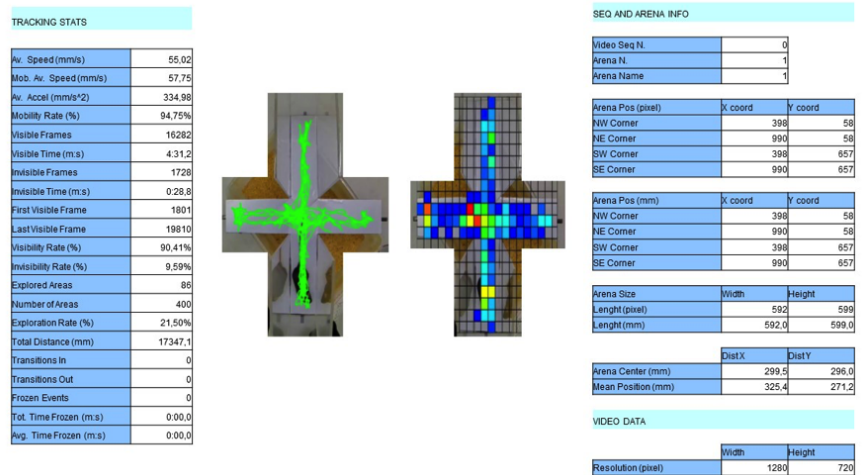 TRACKING STATS
Av. Speed (mm/s) 55,02
Mob. Av. Speed (mm/s) 57,75
Av. Accel (mm/s^2) 334,98
Mobility Rate (%) 94,75%
Visible Frames 16282
Visible Time (m:s) 4:31,2
Invisible Frames 1728
Invisible Time (m:s) 0:28,8
First Visible Frame 1801
Last Visible Frame 19810
Visibility Rate (%) 90,41%
Invisibility Rate (%) 9,59%
Explored Areas 86
Number of Areas 400
Exploration Rate (%) 21,50%
Total Distance (mm) 17347,1
Transitions In 0
Transitions Out 0
Frozen Events 0
Tot. Time Frozen (m:s) 0:00,0
Avg. Time Frozen (m:s) 0:00,0
SEQ AND ARENA INFO
Video Seq N. 0
Arena N. 1
Arena Name 1
Arena Pos (pixel) X coord Y coord
NW Corner 398 58
NE Corner 990 58
SW Corner 398 657
SE Corner 990 657
Arena Pos (mm) X coord Y coord
NW Corner 398 58
NE Corner 990 58
SW Corner 398 657
SE Corner 990 657
Arena Size Width Height
Lenght (pixel) 592 599
Lenght (mm) 592,0 599,0
Dist X Dist Y
Arena Center (mm) 299,5 296,0
Mean Position (mm) 325,4 271,2
VIDEO DATA
Width Height
Resolution (pixel) 1280 720